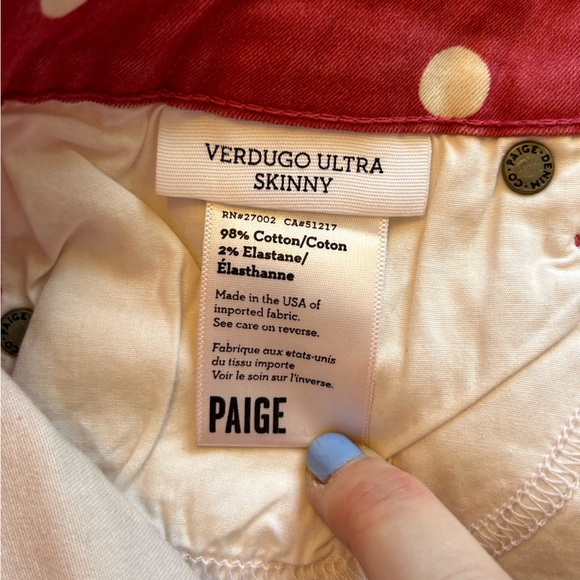 VERDUGO ULTRA
SKINNY
PAIGE·DENIM·CO.
RN#27002 CA#51217
98% Cotton/Coton
2% Elastane/
Élasthanne
Made in the USA of
imported fabric.
See care on reverse.
Fabrique aux etats-unis
du tissu importe
Voir le soin sur l'inverse.
PAIGE
PAIGE